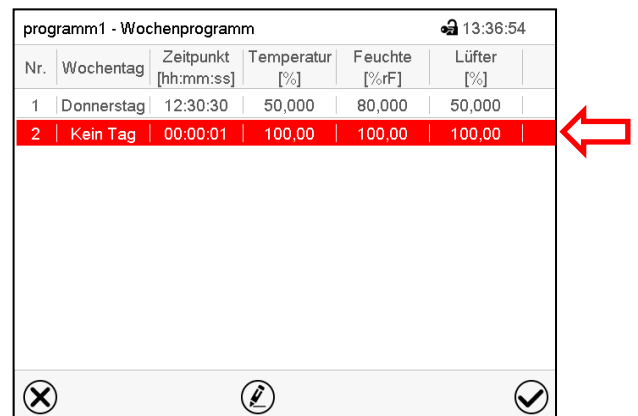 programm1 - Wochenprogramm 13:36:54
Nr. Wochentag Zeitpunkt [hh:mm:ss] Temperatur [%] Feuchte [%rF] Lüfter [%]
1 Donnerstag 12:30:30 50,000 80,000 50,000
2 Kein Tag 00:00:01 100,00 100,00 100,00